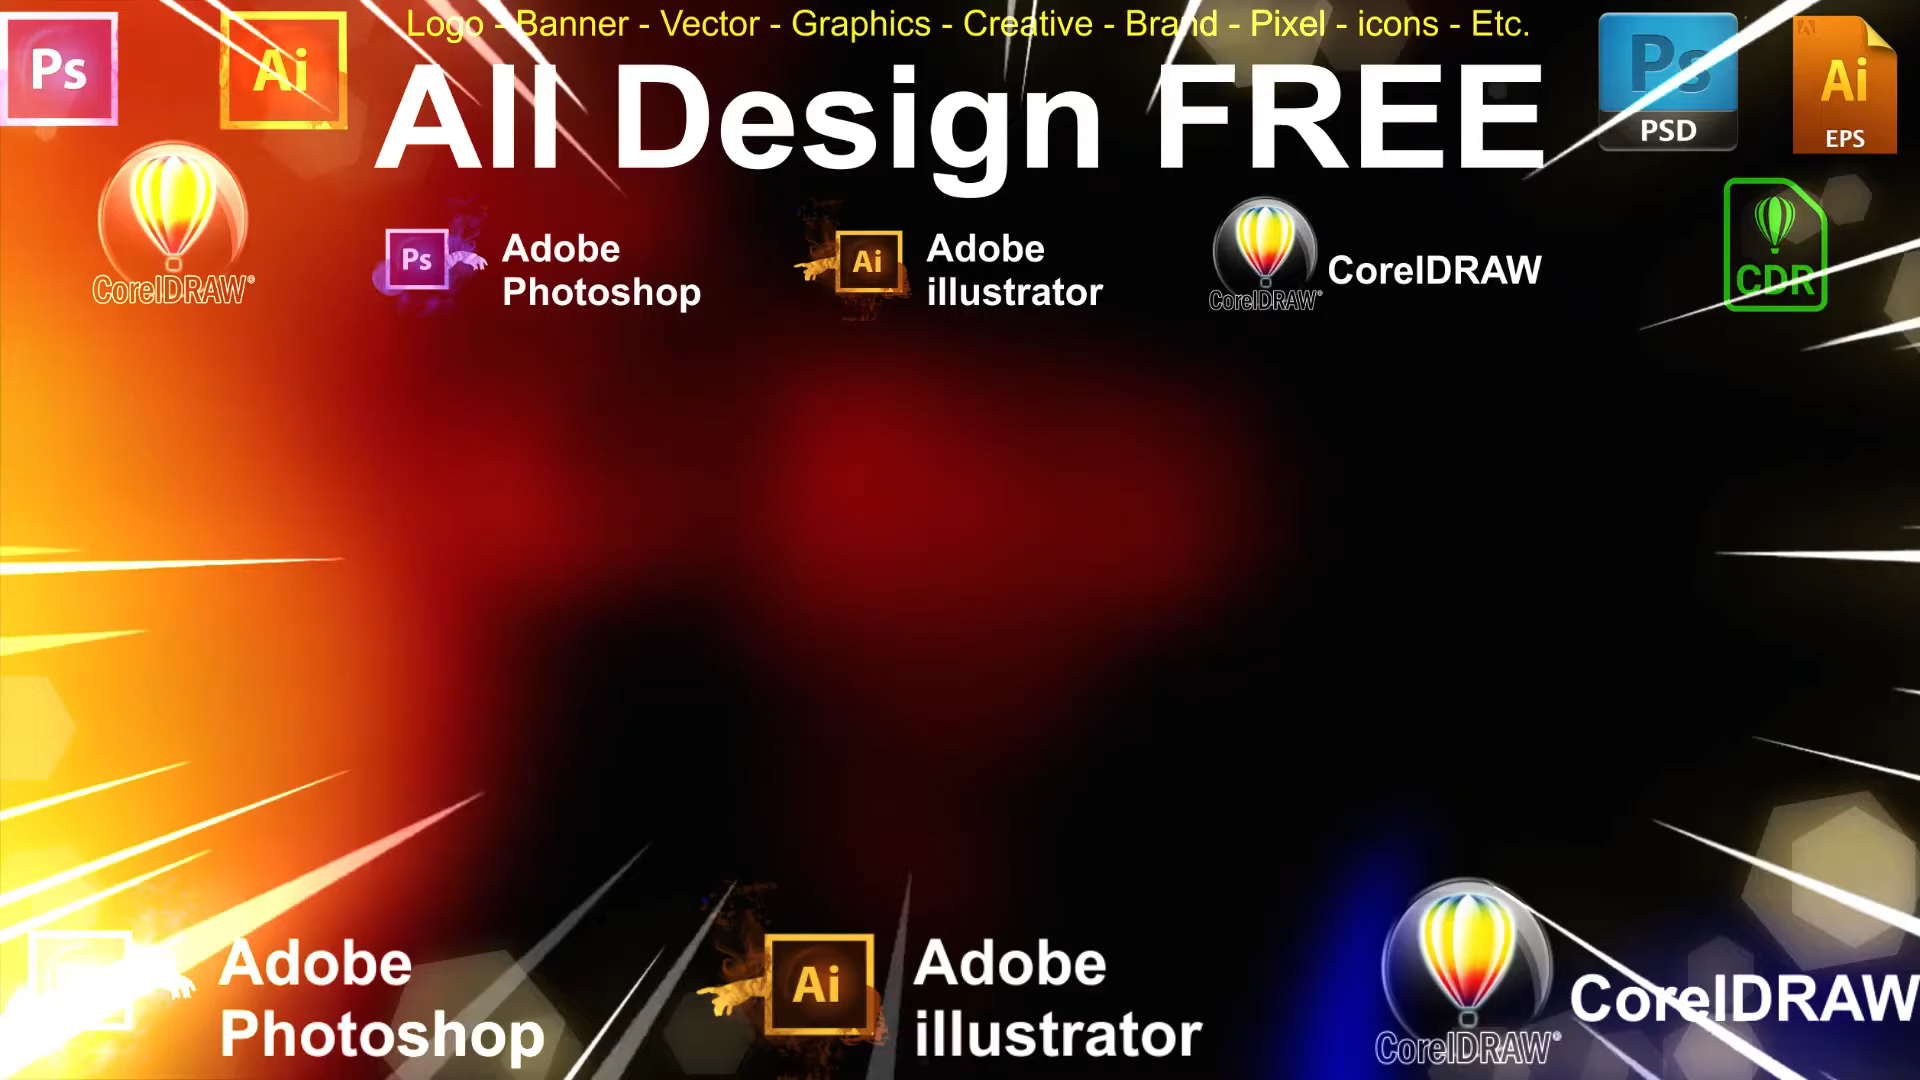 Logo - Banner - Vector - Graphics - Creative - Brand - Pixel - icons - Etc.
All Design FREE
Ps
Ai
Ps
PSD
Ai
EPS
CorelDRAW®
Ps
Adobe
Photoshop
Ai
Adobe
illustrator
CorelDRAW®
CorelDRAW
CDR
Adobe
Photoshop
Ai
Adobe
illustrator
CorelDRAW®
CorelDRAW